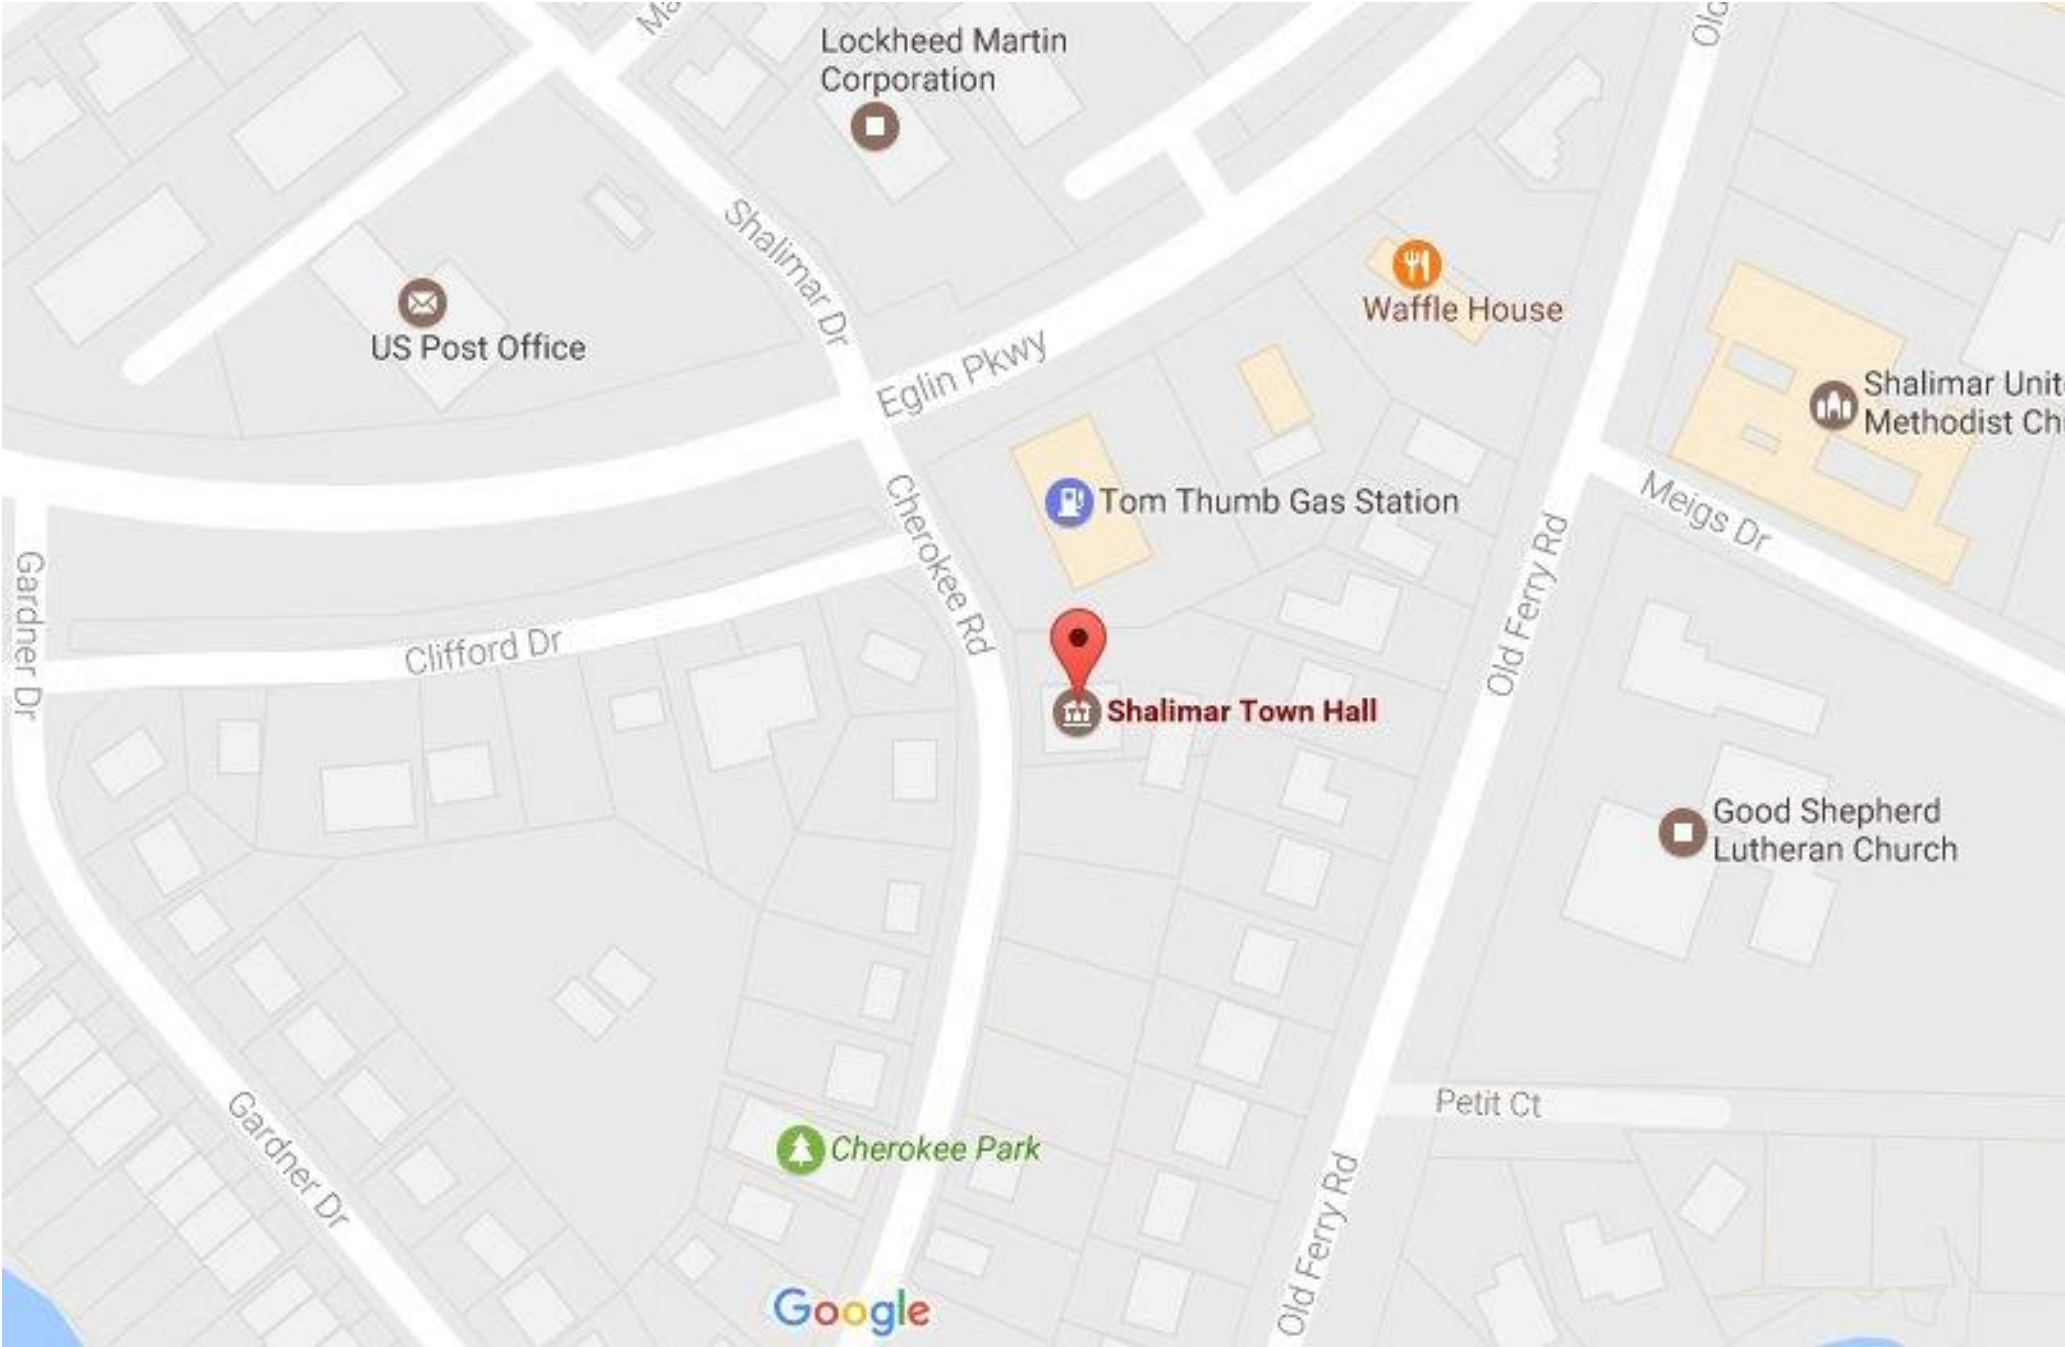 Lockheed Martin
Corporation
Old
Shalimar Dr
Waffle House
US Post Office
Eglin Pkwy
Shalimar Unit
Methodist Ch
Tom Thumb Gas Station
Meigs Dr
Cherokee Rd
Gardner Dr
Clifford Dr
Old Ferry Rd
Shalimar Town Hall
Good Shepherd
Lutheran Church
Petit Ct
Gardner Dr
Cherokee Park
Old Ferry Rd
Google